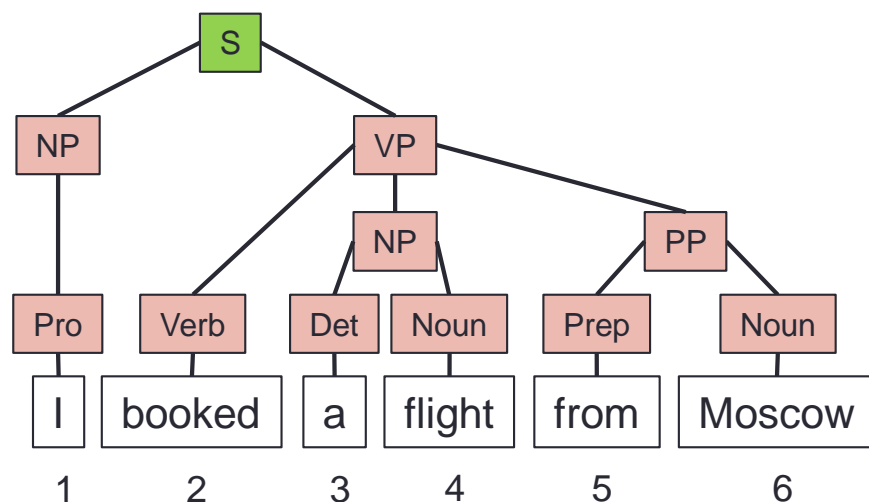 S
NP VP
NP PP
Pro Verb Det Noun Prep Noun
I booked a flight from Moscow
1 2 3 4 5 6